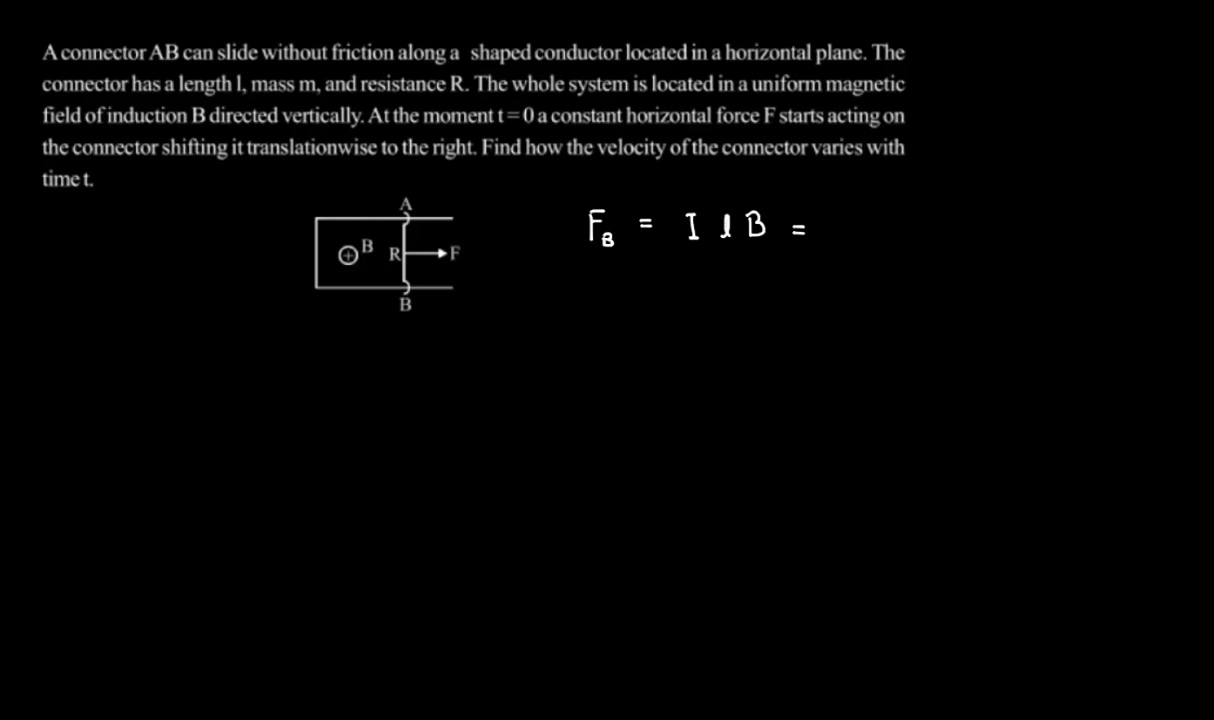 A connector AB can slide without friction along a shaped conductor located in a horizontal plane. The
connector has a length l, mass m, and resistance R. The whole system is located in a uniform magnetic
field of induction B directed vertically. At the moment t=0 a constant horizontal force F starts acting on
the connector shifting it translationwise to the right. Find how the velocity of the connector varies with
time t.
A
F_B = I l B =
B R F
B